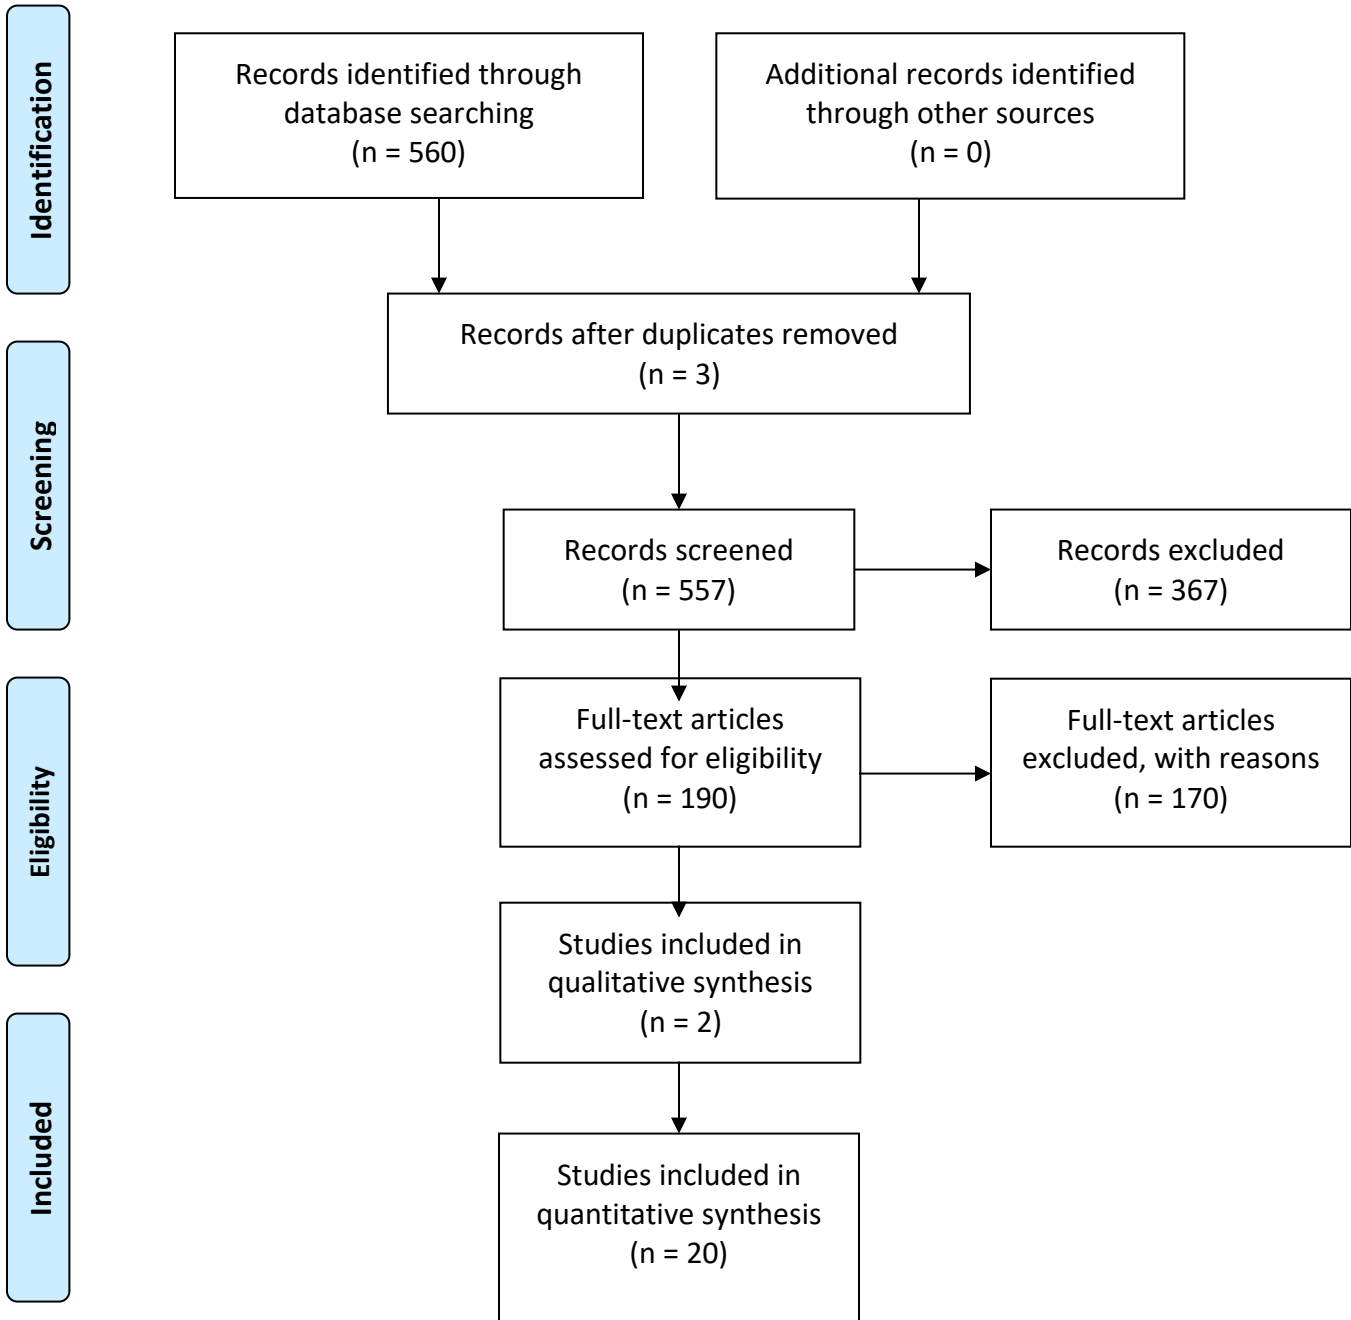 Identification
Records identified through
database searching
(n = 560)
Additional records identified
through other sources
(n = 0)
Records after duplicates removed
(n = 3)
Screening
Records screened
(n = 557)
Records excluded
(n = 367)
Eligibility
Full-text articles
assessed for eligibility
(n = 190)
Full-text articles
excluded, with reasons
(n = 170)
Studies included in
qualitative synthesis
(n = 2)
Included
Studies included in
quantitative synthesis
(n = 20)